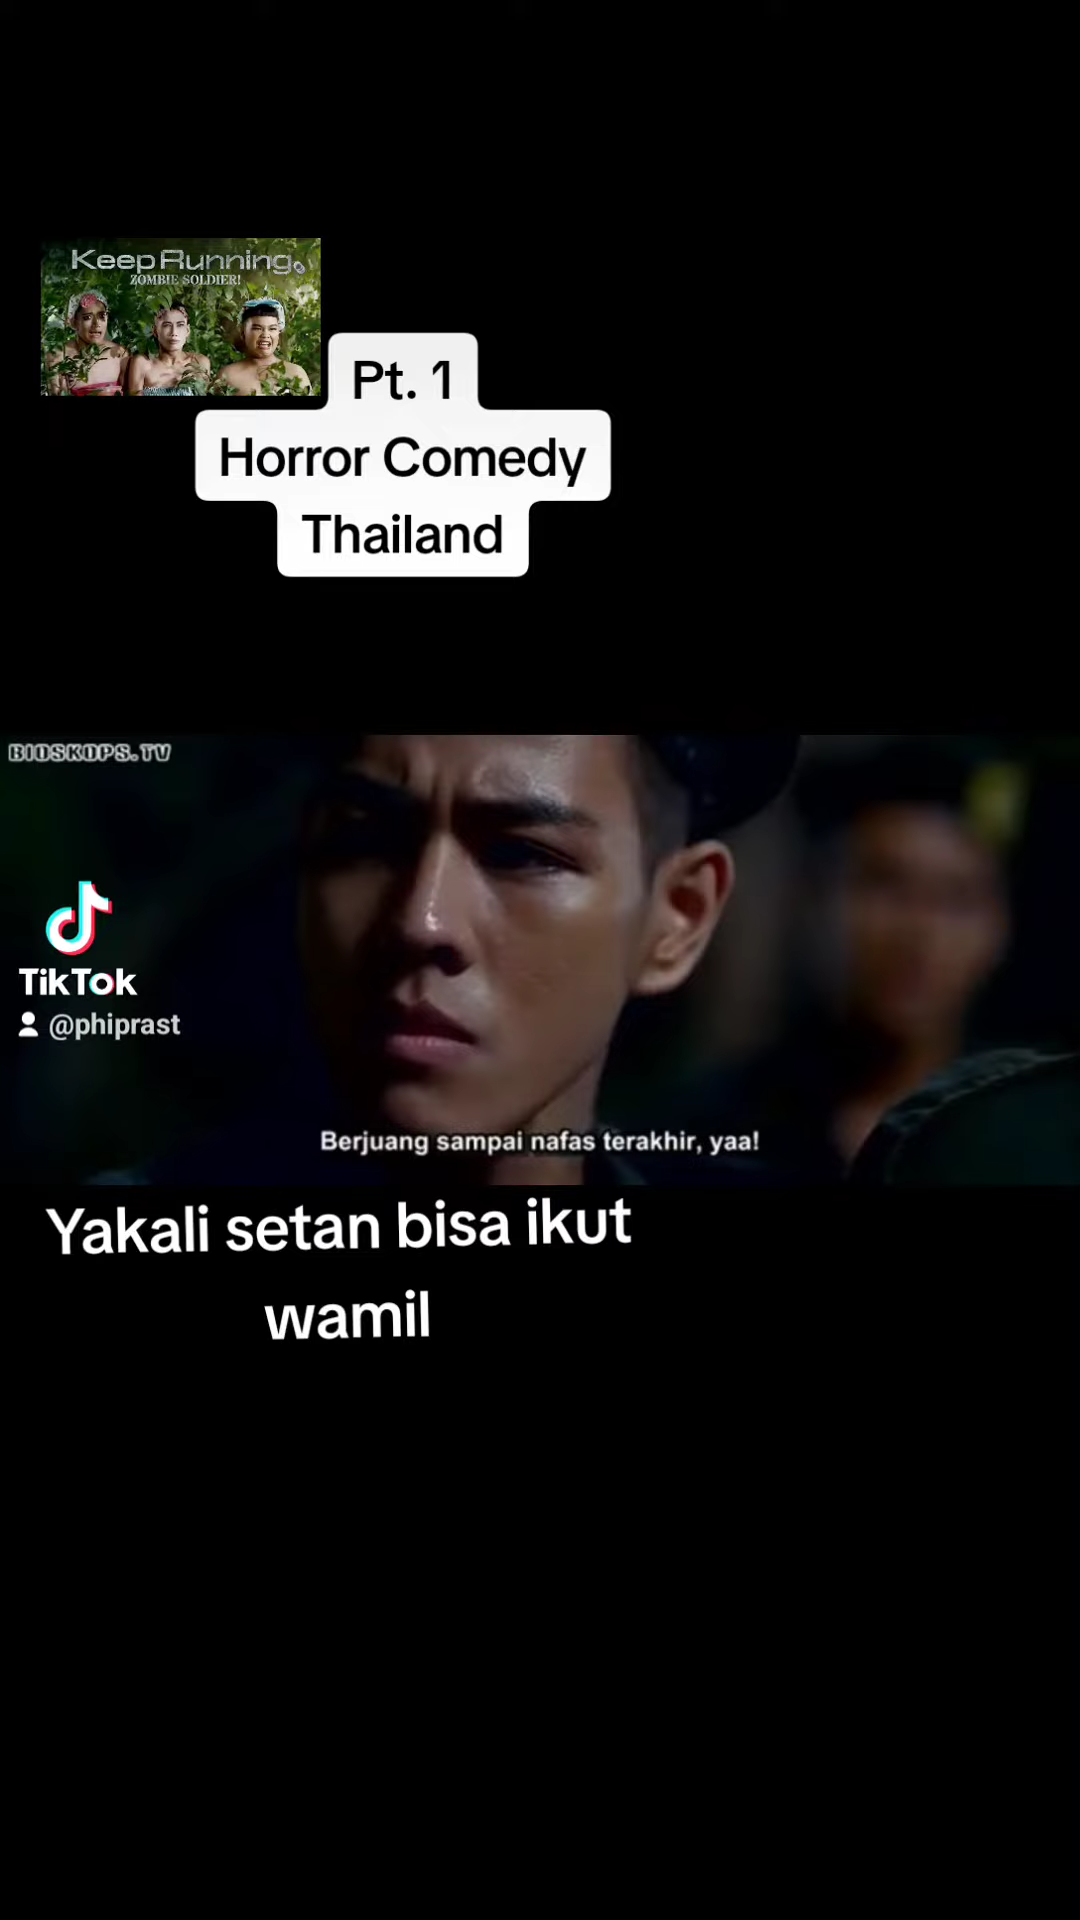 Keep Running
ZOMBIE SOLDIER!
Pt. 1
Horror Comedy
Thailand
BIOSKOPS.TV
TikTok
@phiprast
Berjuang sampai nafas terakhir, yaa!
Yakali setan bisa ikut
wamil